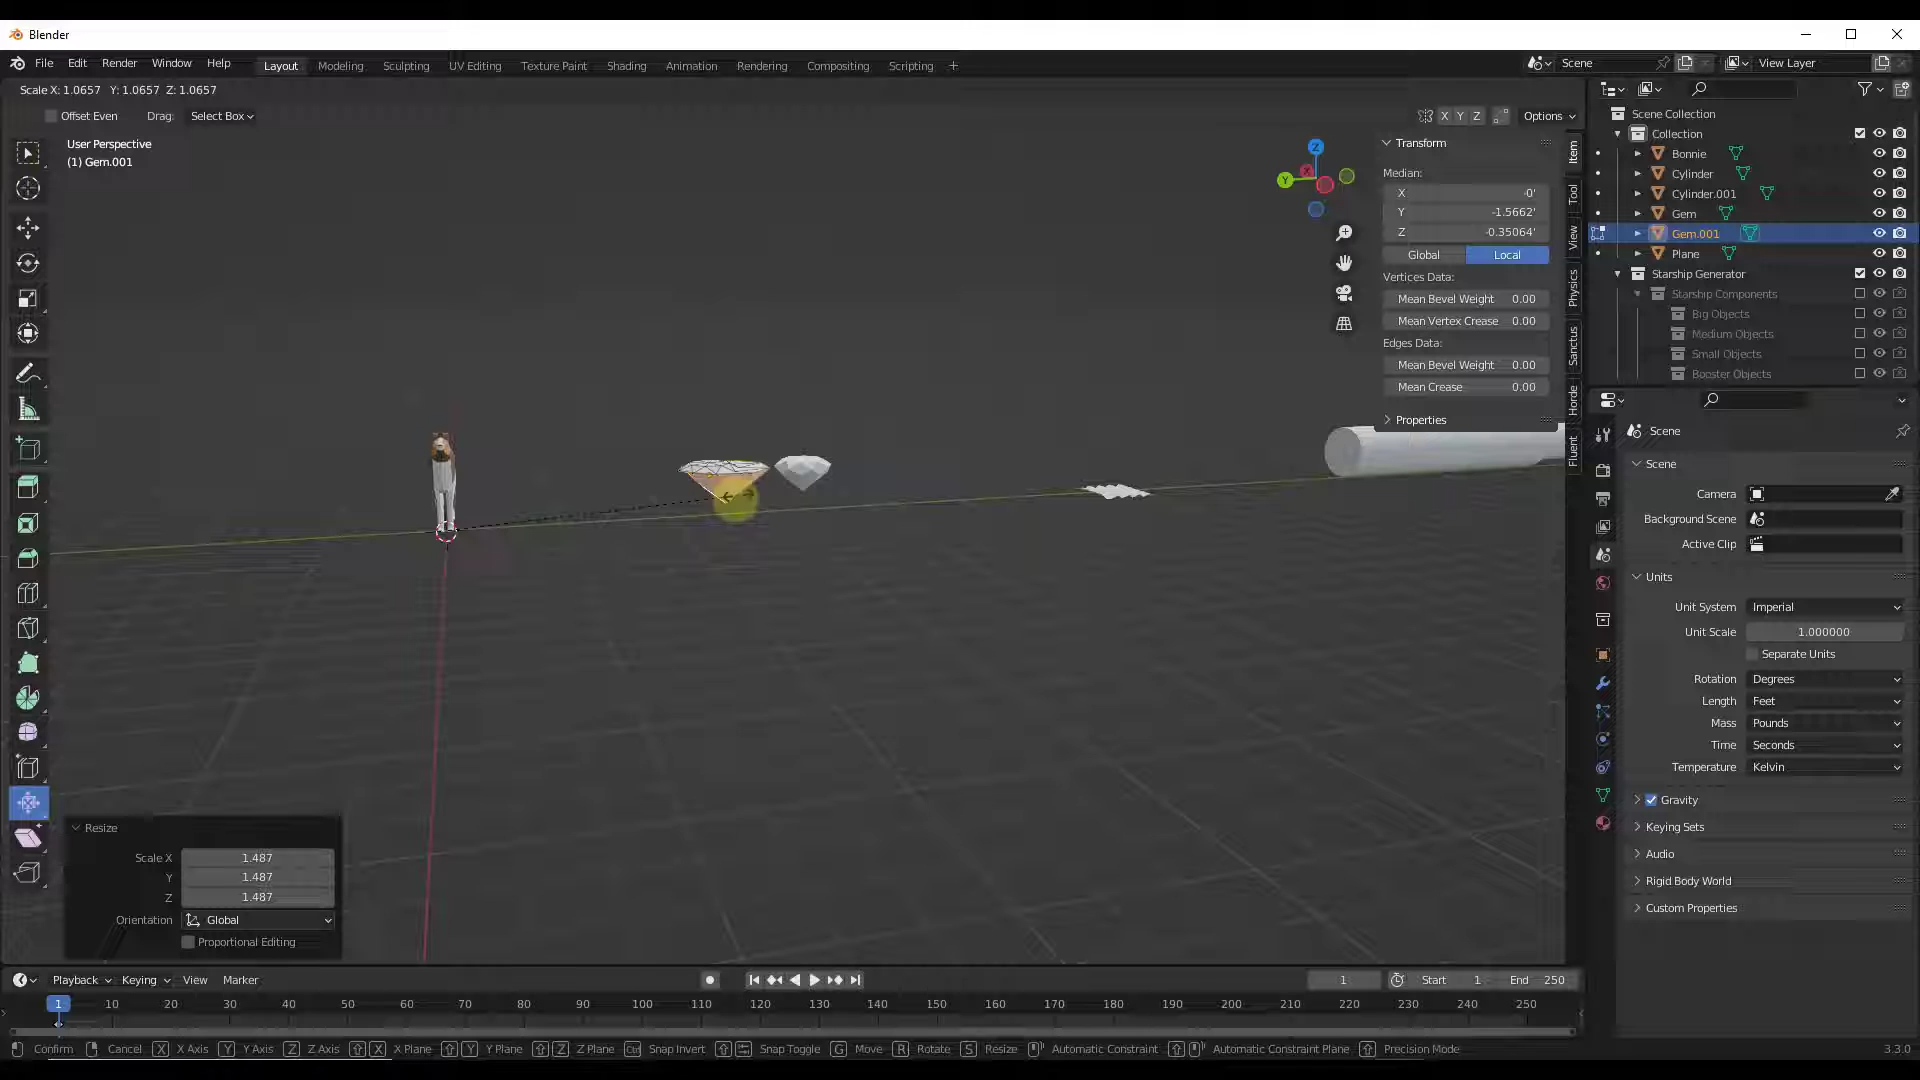 Blender
File Edit Render Window Help Layout Modeling Sculpting UV Editing Texture Paint Shading Animation Rendering Compositing Scripting + Scene View Layer
Scale X: 1.0657 Y: 1.0657 Z: 1.0657
Offset Even Drag: Select Box X Y Z Options
User Perspective
(1) Gem.001
Z
X
Y
Transform
Median:
X -0'
Y -1.5662'
Z -0.35064'
Global Local
Vertices Data:
Mean Bevel Weight 0.00
Mean Vertex Crease 0.00
Edges Data:
Mean Bevel Weight 0.00
Mean Crease 0.00
Properties
Item
Tool
View
Physics
Sanctus
Horde
Fluent
Scene Collection
Collection
Bonnie
Cylinder
Cylinder.001
Gem
Gem.001
Plane
Starship Generator
Starship Components
Big Objects
Medium Objects
Small Objects
Booster Objects
Scene
Scene
Camera
Background Scene
Active Clip
Units
Unit System Imperial
Unit Scale 1.000000
Separate Units
Rotation Degrees
Length Feet
Mass Pounds
Time Seconds
Temperature Kelvin
Gravity
Keying Sets
Audio
Rigid Body World
Custom Properties
Resize
Scale X 1.487
Y 1.487
Z 1.487
Orientation Global
Proportional Editing
Playback Keying View Marker 1 Start 1 End 250
1 10 20 30 40 50 60 70 80 90 100 110 120 130 140 150 160 170 180 190 200 210 220 230 240 250
Confirm Cancel X X Axis Y Y Axis Z Z Axis X X Plane Y Y Plane Z Z Plane Ctrl Snap Invert Snap Toggle G Move R Rotate S Resize Automatic Constraint Automatic Constraint Plane Precision Mode 3.3.0